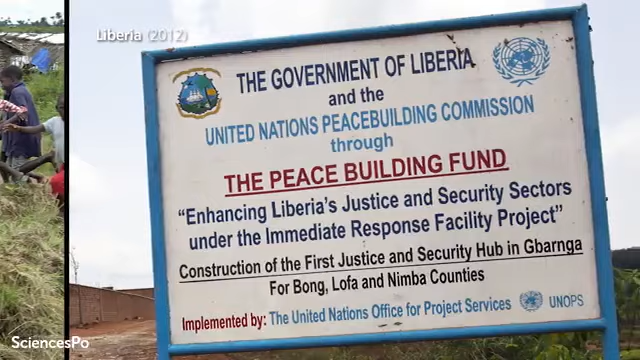 Liberia (2012)
THE GOVERNMENT OF LIBERIA
and the
UNITED NATIONS PEACEBUILDING COMMISSION
through
THE PEACE BUILDING FUND
"Enhancing Liberia's Justice and Security Sectors
under the Immediate Response Facility Project"
Construction of the First Justice and Security Hub in Gbarnga
For Bong, Lofa and Nimba Counties
Implemented by: The United Nations Office for Project Services UNOPS
SciencesPo